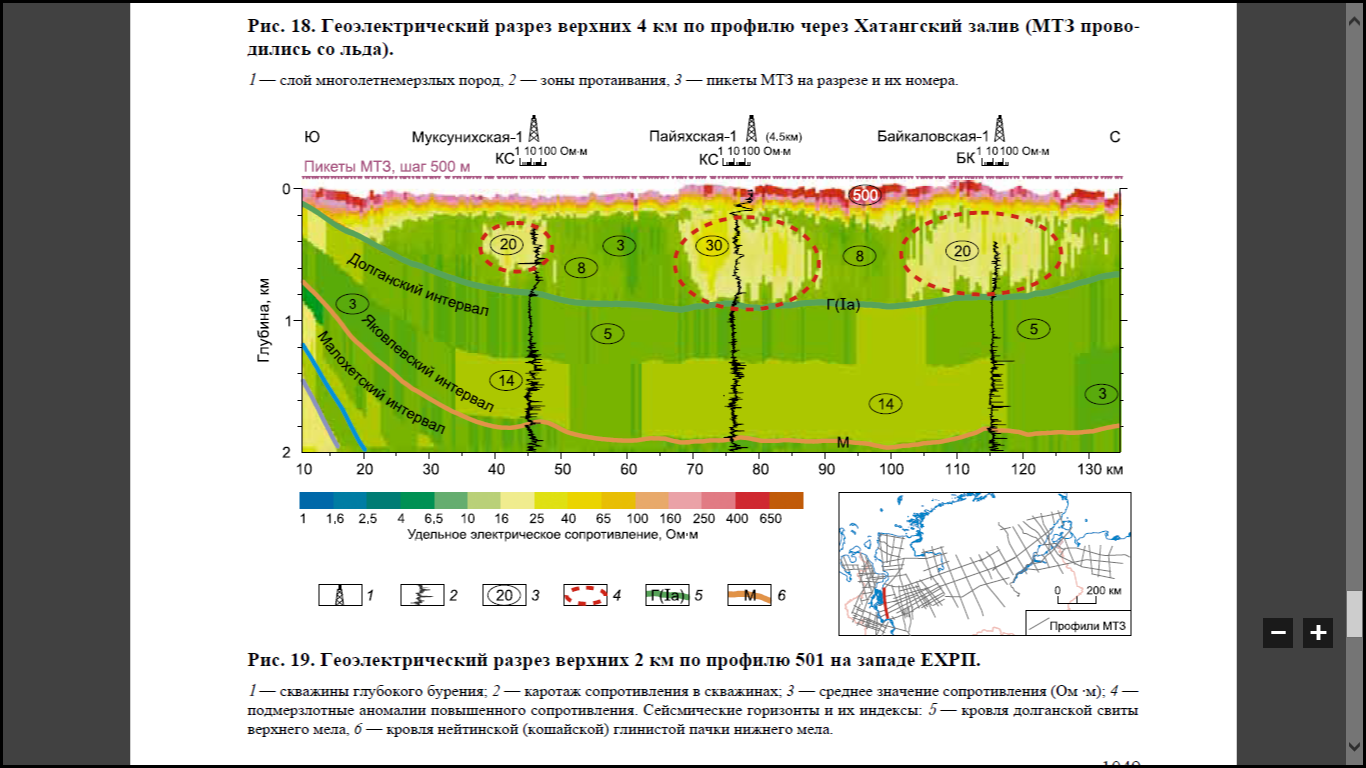 Рис. 18. Геоэлектрический разрез верхних 4 км по профилю через Хатангский залив (МТЗ прово-
дились со льда).
1 — слой многолетнемерзлых пород, 2 — зоны протаивания, 3 — пикеты МТЗ на разрезе и их номера.
Ю Муксунихская-1 Пайяхская-1 (4.5км) Байкаловская-1 С
КС 1 10 100 Ом·м КС 1 10 100 Ом·м БК 1 10 100 Ом·м
Пикеты МТЗ, шаг 500 м
0
500
20 3 30 8 20
8
Долганский интервал
Г(Iа)
3
Глубина, км
1
5 5
Яковлевский интервал
Малохетский интервал
14 14 3
М
2
10 20 30 40 50 60 70 80 90 100 110 120 130 км
1 1,6 2,5 4 6,5 10 16 25 40 65 100 160 250 400 650
Удельное электрическое сопротивление, Ом·м
0 200 км
Профили МТЗ
1 2 20 3 4 Г(Iа) 5 М 6
Рис. 19. Геоэлектрический разрез верхних 2 км по профилю 501 на западе ЕХРП.
1 — скважины глубокого бурения; 2 — каротаж сопротивления в скважинах; 3 — среднее значение сопротивления (Ом ·м); 4 —
подмерзлотные аномалии повышенного сопротивления. Сейсмические горизонты и их индексы: 5 — кровля долганской свиты
верхнего мела, 6 — кровля нейтинской (кошайской) глинистой пачки нижнего мела.